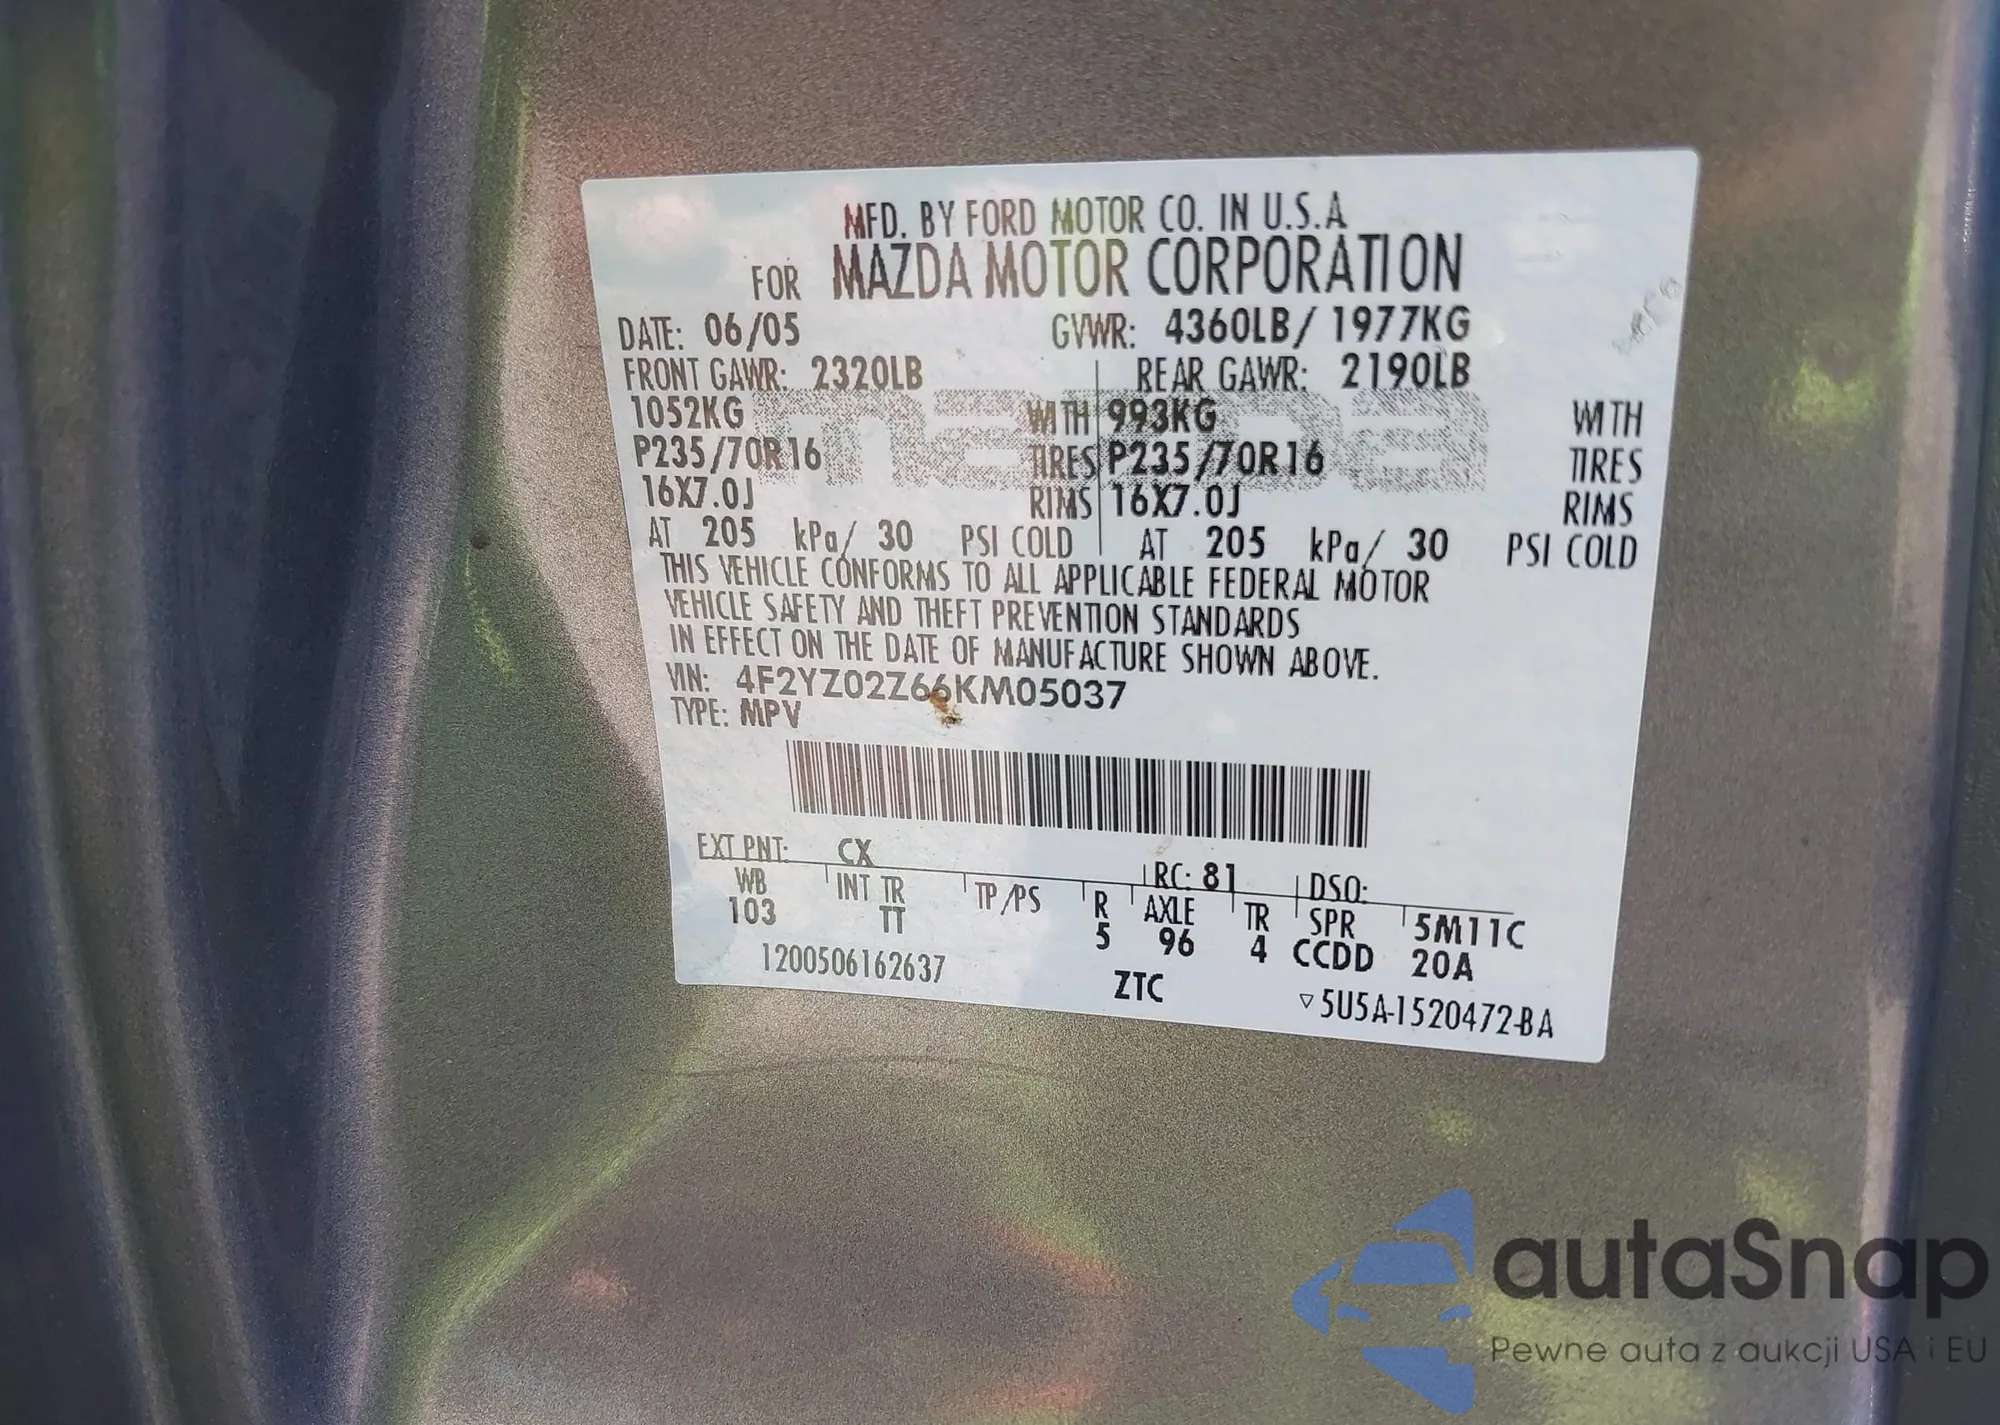 MFD. BY FORD MOTOR CO. IN U.S.A
FOR MAZDA MOTOR CORPORATION
DATE: 06/05 GVWR: 4360LB/ 1977KG
FRONT GAWR: 2320LB REAR GAWR: 2190LB
1052KG WITH 993KG WITH
P235/70R16 TIRES P235/70R16 TIRES
16X7.0J RIMS 16X7.0J RIMS
AT 205 kPa/ 30 PSI COLD AT 205 kPa/ 30 PSI COLD
THIS VEHICLE CONFORMS TO ALL APPLICABLE FEDERAL MOTOR
VEHICLE SAFETY AND THEFT PREVENTION STANDARDS
IN EFFECT ON THE DATE OF MANUFACTURE SHOWN ABOVE.
VIN: 4F2YZ02Z66KM05037
TYPE: MPV
EXT PNT: CX RC: 81 DSO:
WB INT TR TP/PS R AXLE TR SPR 5M11C
103 TT 5 96 4 CCDD 20A
1200506162637 ZTC ▽5U5A-1520472-BA
mazda
autaSnap
Pewne auta z aukcji USA i EU